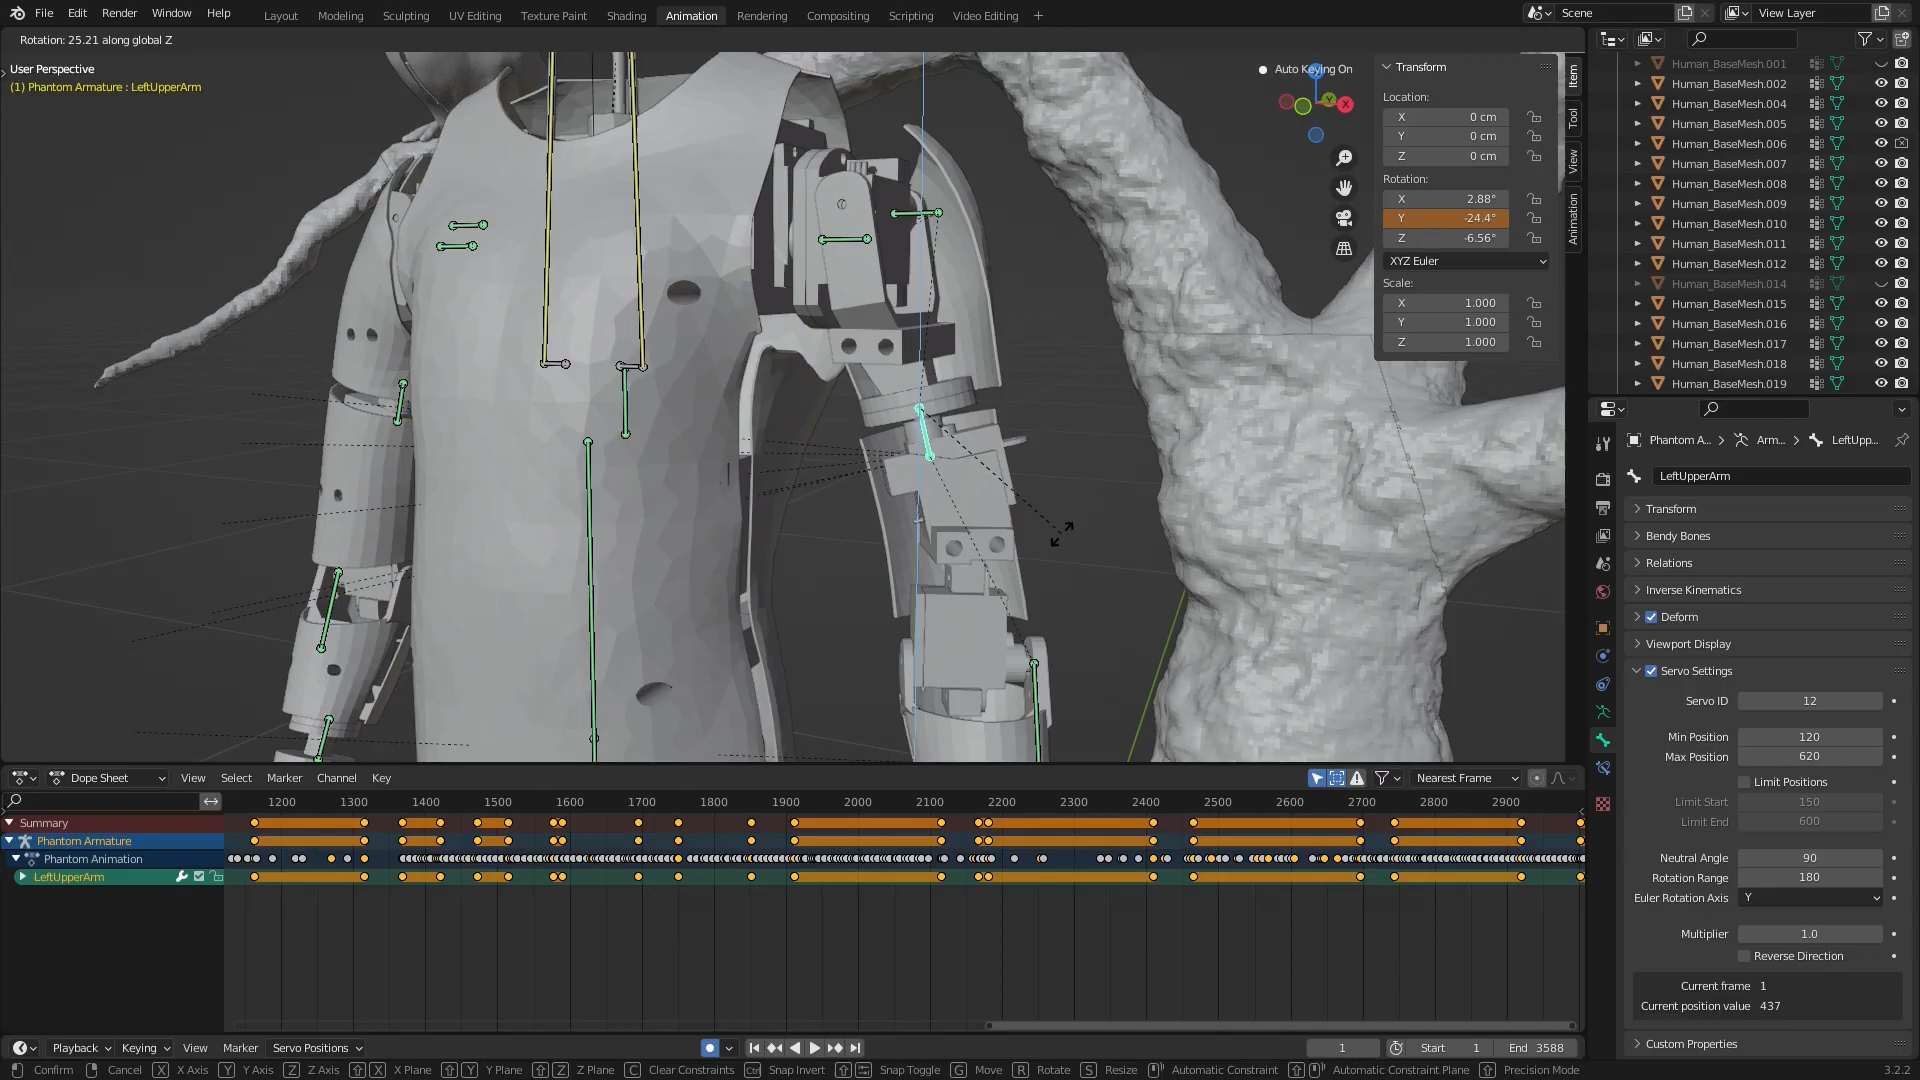 File Edit Render Window Help
Layout Modeling Sculpting UV Editing Texture Paint Shading Animation Rendering Compositing Scripting Video Editing +
Scene
View Layer
Rotation: 25.21 along global Z
User Perspective
(1) Phantom Armature : LeftUpperArm
Auto Keying On
X
Y
Transform
Location:
X 0 cm
Y 0 cm
Z 0 cm
Rotation:
X 2.88°
Y -24.4°
Z -6.56°
XYZ Euler
Scale:
X 1.000
Y 1.000
Z 1.000
Item
Tool
View
Animation
Human_BaseMesh.001
Human_BaseMesh.002
Human_BaseMesh.004
Human_BaseMesh.005
Human_BaseMesh.006
Human_BaseMesh.007
Human_BaseMesh.008
Human_BaseMesh.009
Human_BaseMesh.010
Human_BaseMesh.011
Human_BaseMesh.012
Human_BaseMesh.014
Human_BaseMesh.015
Human_BaseMesh.016
Human_BaseMesh.017
Human_BaseMesh.018
Human_BaseMesh.019
Phantom A... Arm... LeftUpp...
LeftUpperArm
Transform
Bendy Bones
Relations
Inverse Kinematics
Deform
Viewport Display
Servo Settings
Servo ID 12
Min Position 120
Max Position 620
Limit Positions
Limit Start 150
Limit End 600
Neutral Angle 90
Rotation Range 180
Euler Rotation Axis Y
Multiplier 1.0
Reverse Direction
Current frame 1
Current position value 437
Custom Properties
Dope Sheet View Select Marker Channel Key
Nearest Frame
1200 1300 1400 1500 1600 1700 1800 1900 2000 2100 2200 2300 2400 2500 2600 2700 2800 2900
Summary
Phantom Armature
Phantom Animation
LeftUpperArm
Playback Keying View Marker Servo Positions
1 Start 1 End 3588
Confirm Cancel X X Axis Y Y Axis Z Z Axis X X Plane Y Y Plane Z Z Plane C Clear Constraints Ctrl Snap Invert Snap Toggle G Move R Rotate S Resize Automatic Constraint Automatic Constraint Plane Precision Mode
3.2.2